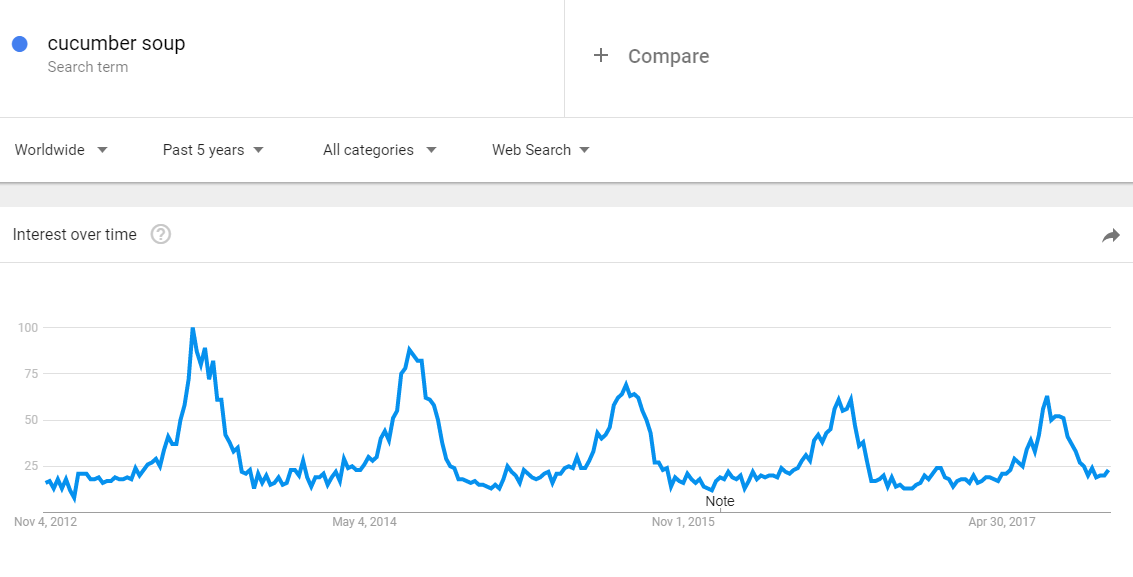 cucumber soup
Search term
+ Compare
Worldwide Past 5 years All categories Web Search
Interest over time ?
100
75
50
25
Note
Nov 4, 2012 May 4, 2014 Nov 1, 2015 Apr 30, 2017